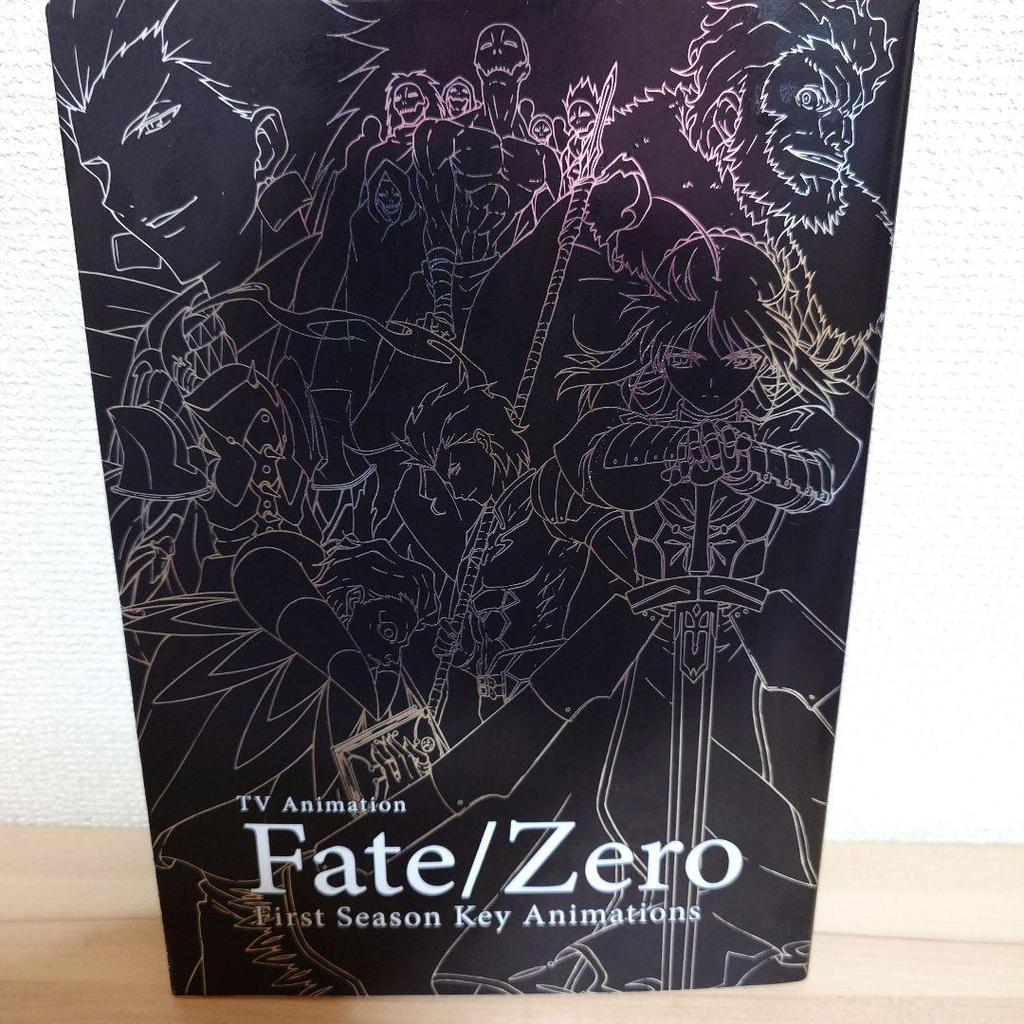 TV Animation
Fate/Zero
First Season Key Animations